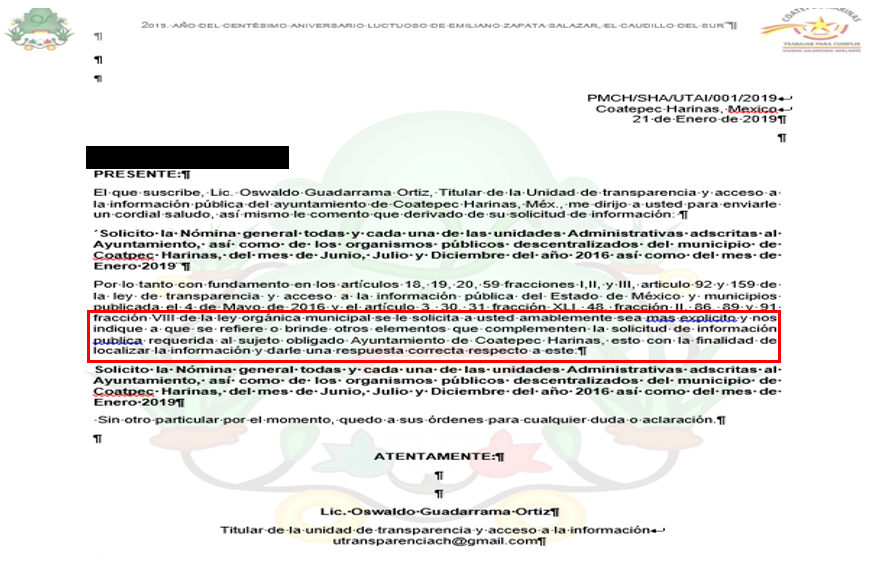 2019. AÑO DEL CENTÉSIMO ANIVERSARIO LUCTUOSO DE EMILIANO ZAPATA SALAZAR, EL CAUDILLO DEL SUR¨¶
COATEPEC HARINAS
TRABAJAR PARA CUMPLIR
¶
¶
¶
PMCH/SHA/UTAI/001/2019
Coatepec Harinas, Mexico
21 de Enero de 2019¶
¶
PRESENTE:¶
El que suscribe, Lic. Oswaldo Guadarrama Ortiz, Titular de la Unidad de transparencia y acceso a
la información pública del ayuntamiento de Coatepec Harinas, Méx., me dirijo a usted para enviarle
un cordial saludo, así mismo le comento que derivado de su solicitud de información: ¶
´Solicito la Nómina general todas y cada una de las unidades Administrativas adscritas al
Ayuntamiento, así como de los organismos públicos descentralizados del municipio de
Coatpec Harinas, del mes de Junio, Julio y Diciembre del año 2016 así como del mes de
Enero 2019¨¶
Por lo tanto con fundamento en los artículos 18, 19, 20, 59 fracciones I,II, y III, articulo 92 y 159 de
la ley de transparencia y acceso a la información pública del Estado de México y municipios
publicada el 4 de Mayo de 2016 y el artículo 3, 30, 31 fracción XLI, 48, fracción II, 86, 89 y 91
fracción VIII de la ley orgánica municipal se le solicita a usted amablemente sea mas explicito y nos
indique a que se refiere o brinde otros elementos que complementen la solicitud de información
publica requerida al sujeto obligado Ayuntamiento de Coatepec Harinas, esto con la finalidad de
localizar la información y darle una respuesta correcta respecto a este:¶
Solicito la Nómina general todas y cada una de las unidades Administrativas adscritas al
Ayuntamiento, así como de los organismos públicos descentralizados del municipio de
Coatpec Harinas, del mes de Junio, Julio y Diciembre del año 2016 así como del mes de
Enero 2019¶
Sin otro particular por el momento, quedo a sus órdenes para cualquier duda o aclaración.¶
¶
ATENTAMENTE:¶
¶
¶
Lic. Oswaldo Guadarrama Ortiz¶
Titular de la unidad de transparencia y acceso a la información
utransparenciach@gmail.com¶